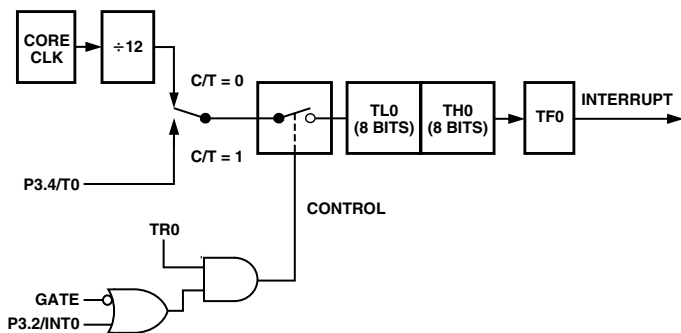 CORE
CLK
÷12
C/T = 0
C/T = 1
P3.4/T0
TL0
(8 BITS)
TH0
(8 BITS)
TF0
INTERRUPT
CONTROL
TR0
GATE
P3.2/INT0